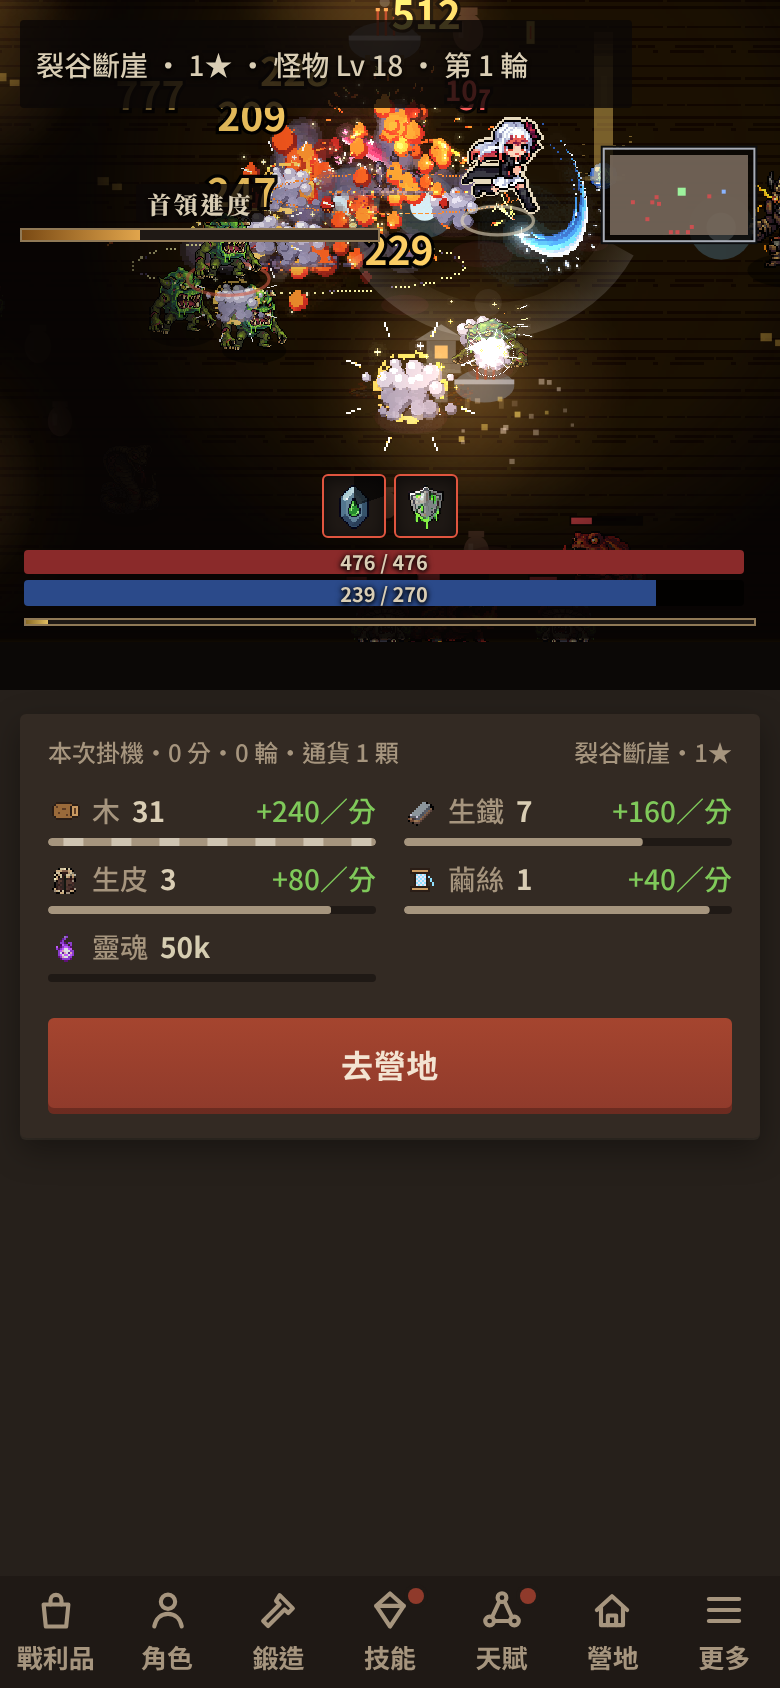 512
裂谷斷崖 · 1★ · 怪物 Lv 18 · 第 1 輪
777
107
209
247
首領進度
229
476 / 476
239 / 270
本次掛機・0 分・0 輪・通貨 1 顆
裂谷斷崖・1★
木 31 +240／分
生鐵 7 +160／分
生皮 3 +80／分
繭絲 1 +40／分
靈魂 50k
去營地
戰利品
角色
鍛造
技能
天賦
營地
更多